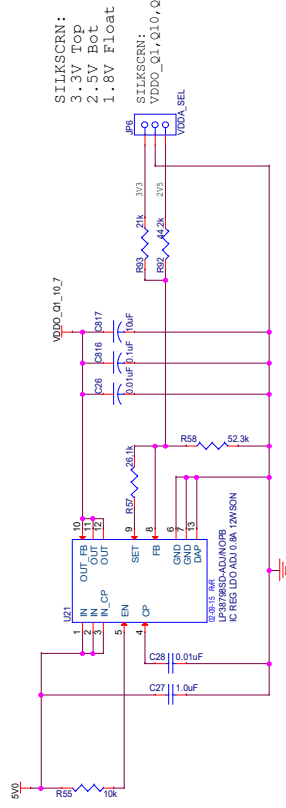 SILKSCRN:
3.3V Top
2.5V Bot
1.8V Float
SILKSCRN:
VDDO_Q1,Q10,Q
JP6
VDDA_SEL
3V3
2V5
R93
21k
R92
44.2k
VDDO_Q1_10_7
C817
10uF
C816
0.1uF
C26
0.01uF
R58
52.3k
R57
26.1k
U21
1
IN
2
IN
3
IN_CP
5
EN
4
CP
10
OUT_FB
11
OUT
12
OUT
9
SET
8
FB
6
GND
7
GND
13
DAP
02-09-15 RvR
LP38798SD-ADJ/NOPB
IC REG LDO ADJ 0.8A 12WSON
C28
0.01uF
C27
1.0uF
5V0
R55
10k